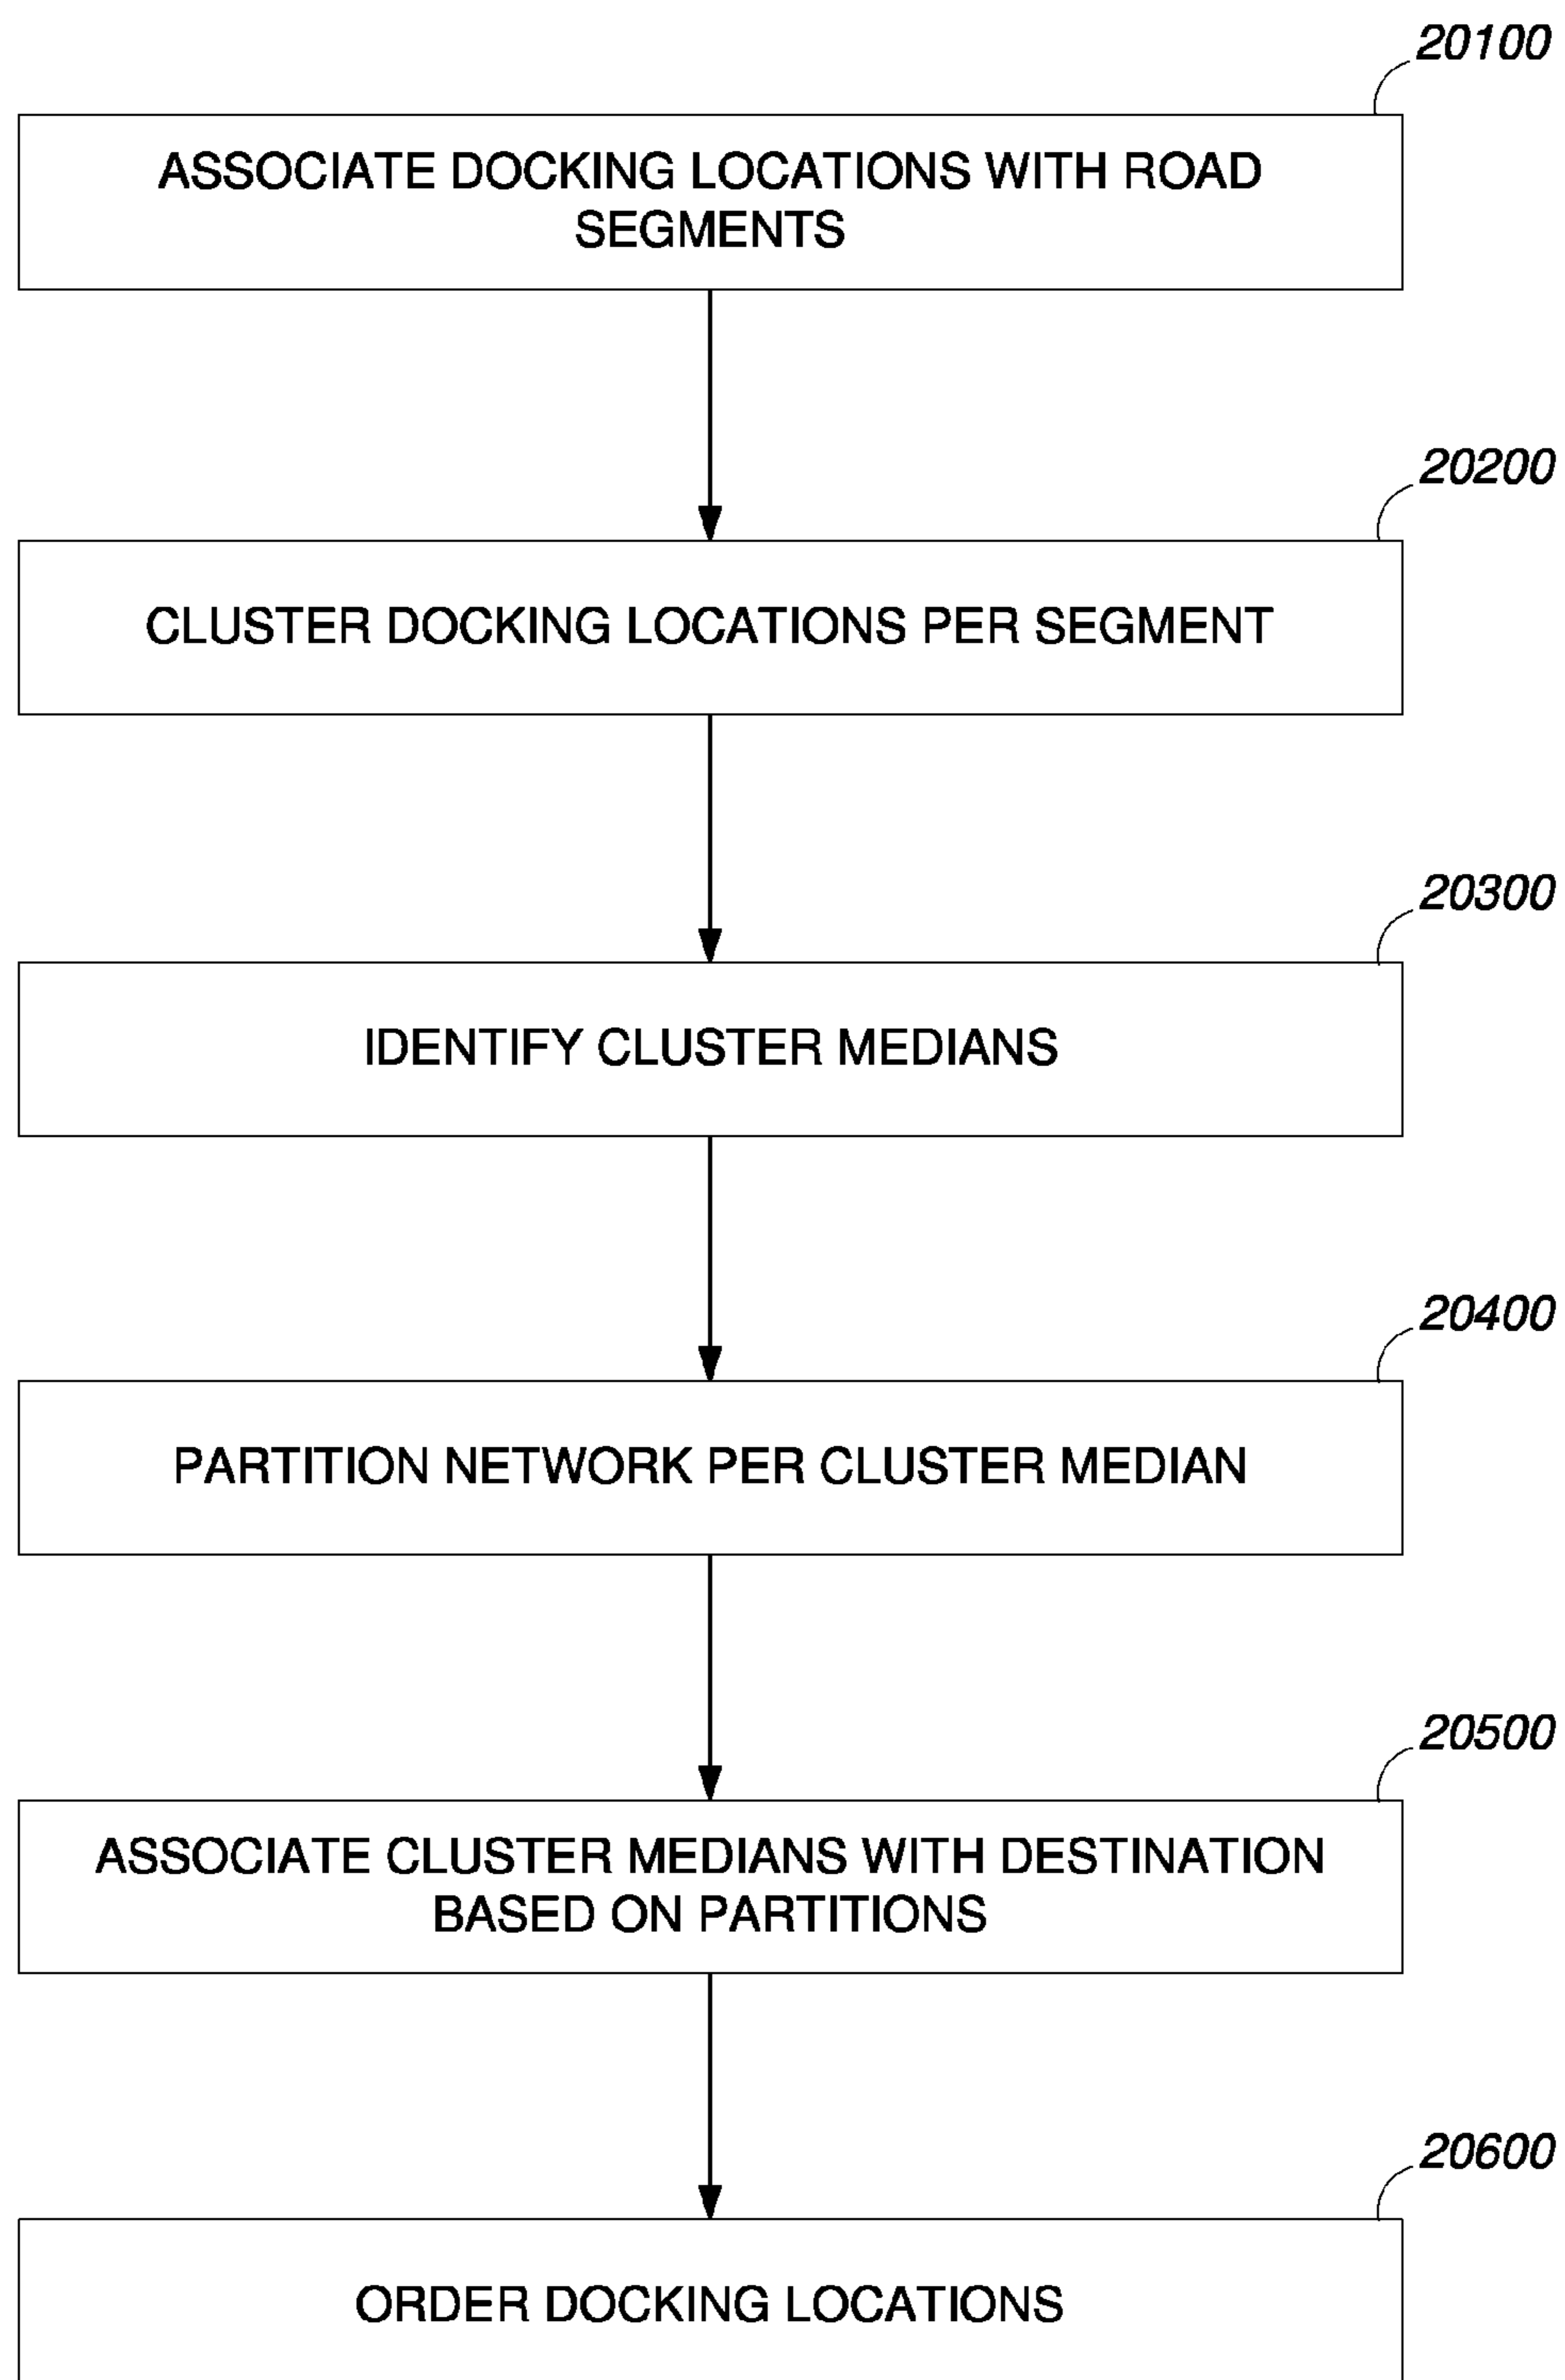 20100
ASSOCIATE DOCKING LOCATIONS WITH ROAD
SEGMENTS
20200
CLUSTER DOCKING LOCATIONS PER SEGMENT
20300
IDENTIFY CLUSTER MEDIANS
20400
PARTITION NETWORK PER CLUSTER MEDIAN
20500
ASSOCIATE CLUSTER MEDIANS WITH DESTINATION
BASED ON PARTITIONS
20600
ORDER DOCKING LOCATIONS